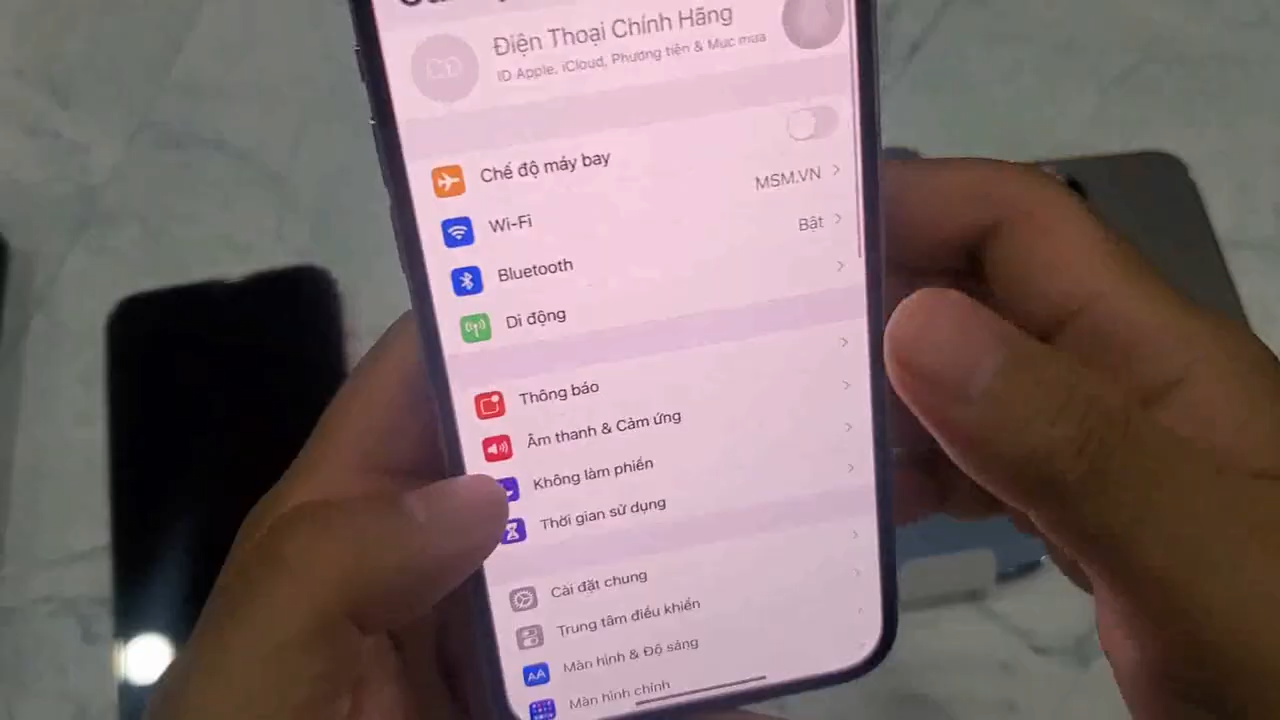 Điện Thoại Chính Hãng
ID Apple, iCloud, Phương tiện & Mục mua
Chế độ máy bay
Wi-Fi MSM.VN
Bluetooth Bật
Di động
Thông báo
Âm thanh & Cảm ứng
Không làm phiền
Thời gian sử dụng
Cài đặt chung
Trung tâm điều khiển
AA Màn hình & Độ sáng
Màn hình chính